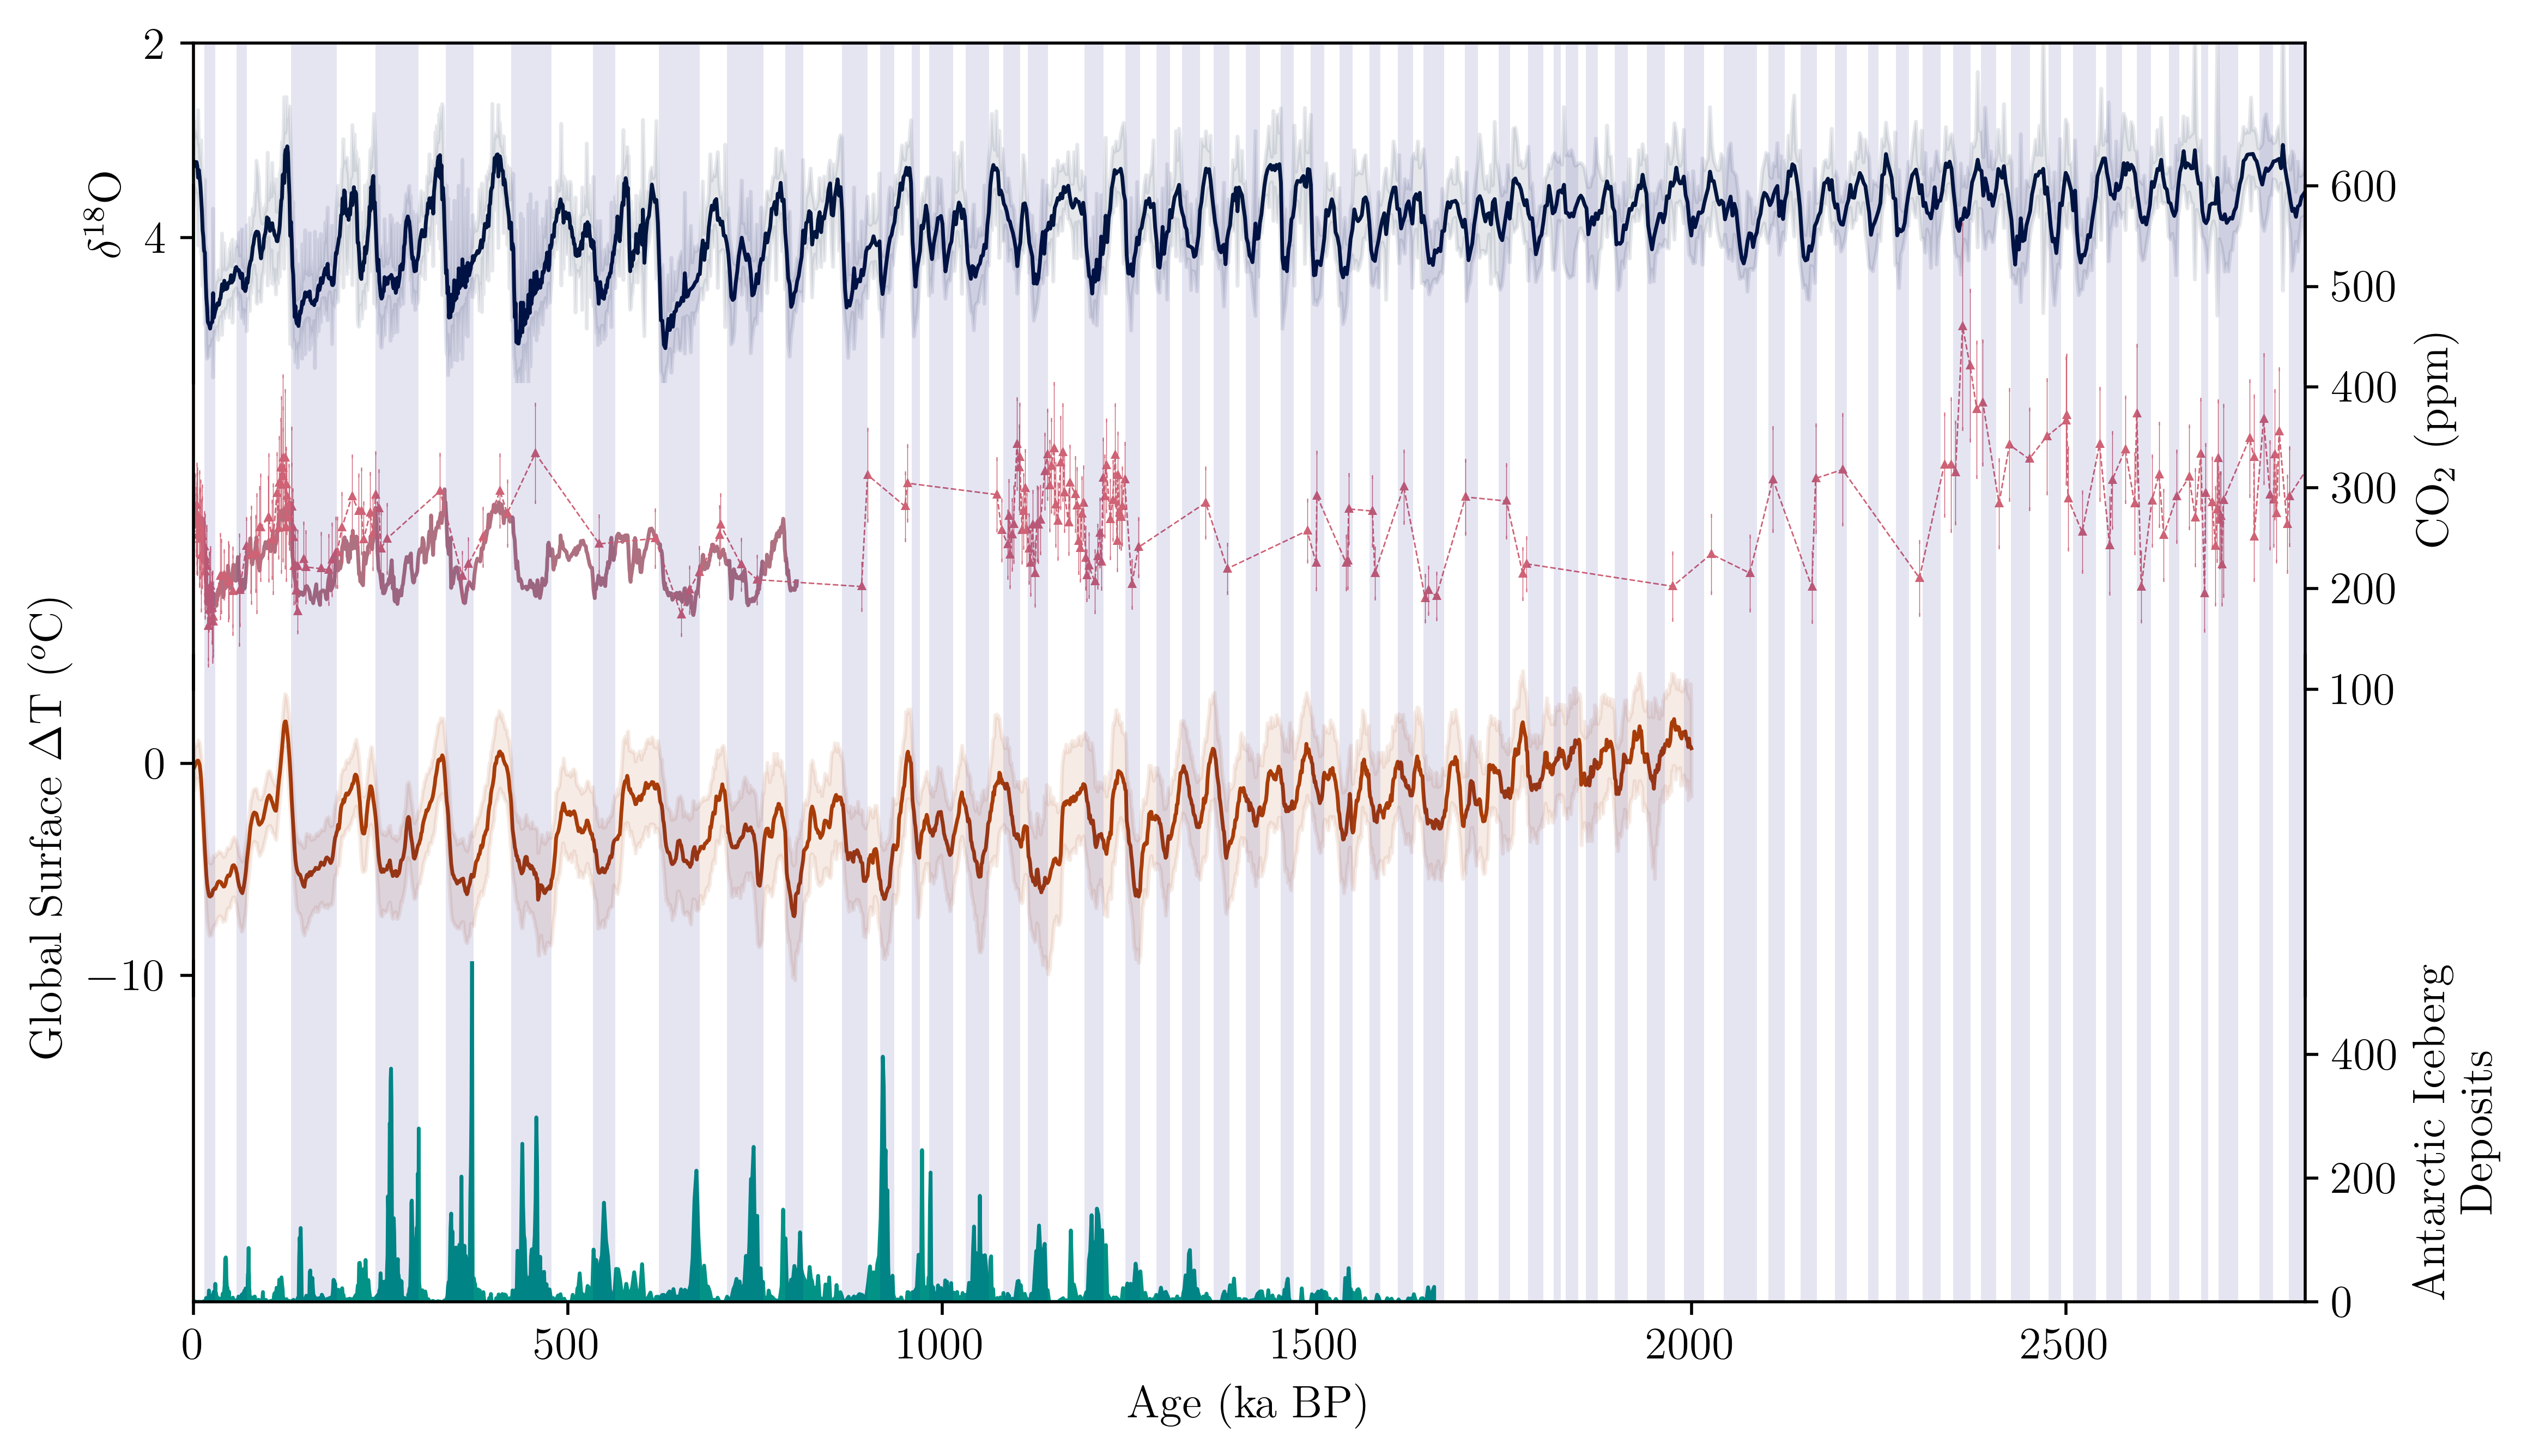 2
4
δ¹⁸O
600
500
400
300
200
100
CO₂ (ppm)
0
−10
Global Surface ΔT (ᵒC)
400
200
0
Antarctic Iceberg
Deposits
0 500 1000 1500 2000 2500
Age (ka BP)